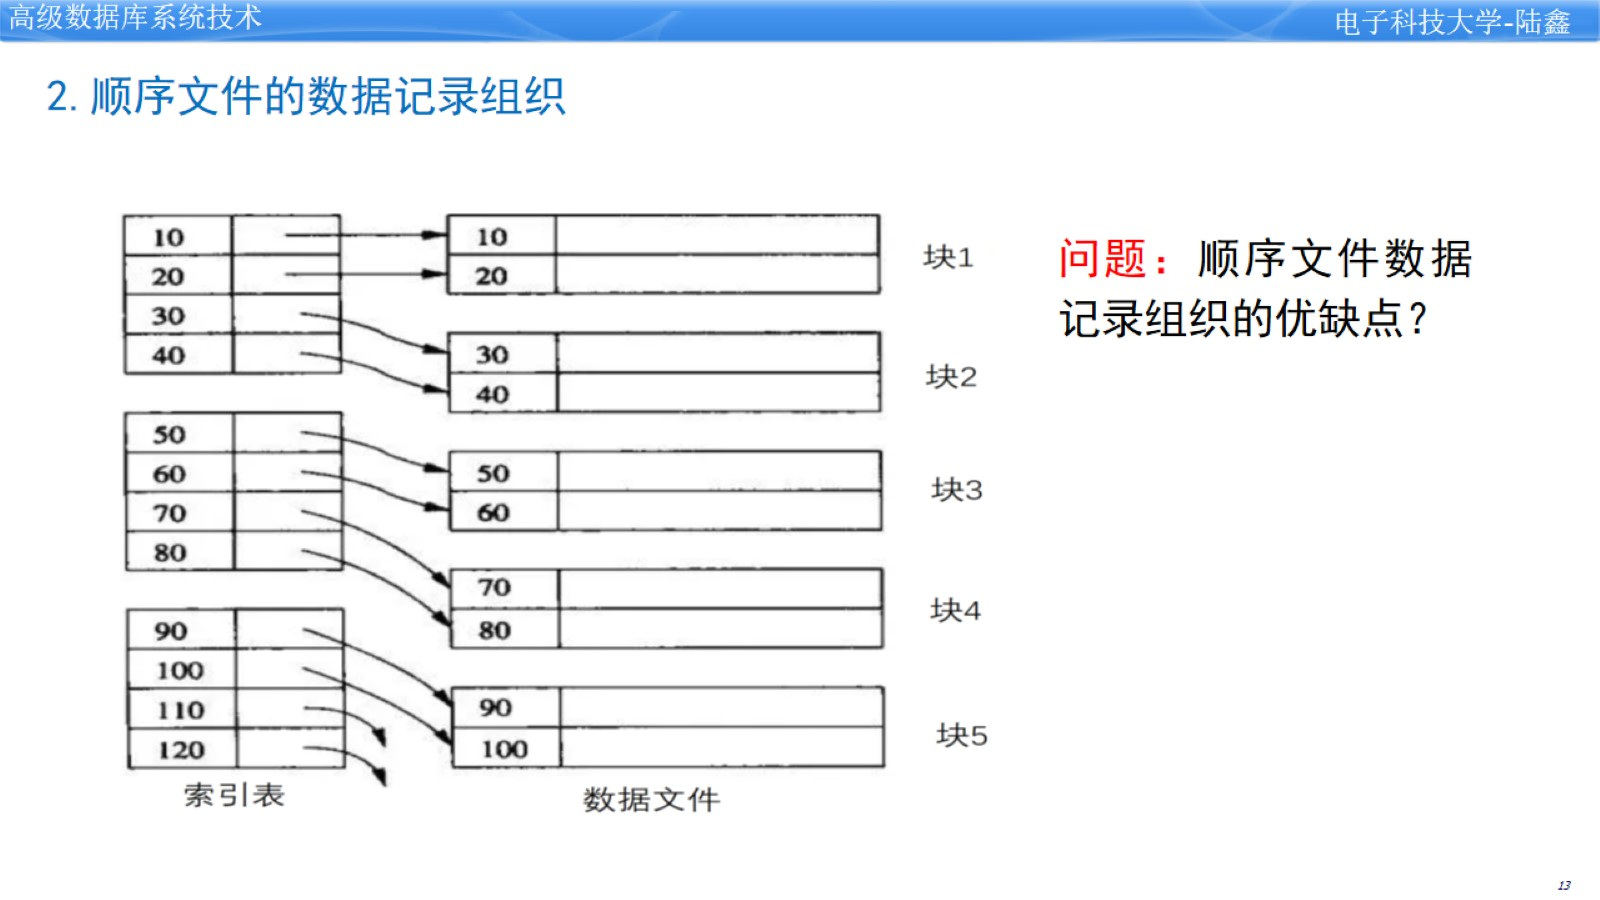 高级数据库系统技术
电子科技大学-陆鑫
2. 顺序文件的数据记录组织
10
20
30
40
50
60
70
80
90
100
110
120
索引表
10
20
30
40
50
60
70
80
90
100
数据文件
块1
块2
块3
块4
块5
问题：顺序文件数据
记录组织的优缺点？
13